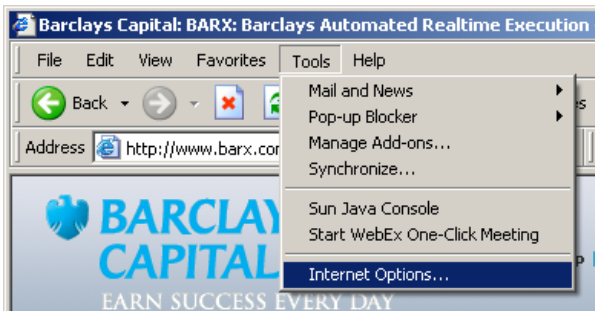 Barclays Capital: BARX: Barclays Automated Realtime Execution
File Edit View Favorites Tools Help
Back
Address http://www.barx.com
Mail and News
Pop-up Blocker
Manage Add-ons...
Synchronize...
Sun Java Console
Start WebEx One-Click Meeting
Internet Options...
BARCLAY
CAPITAL
EARN SUCCESS EVERY DAY